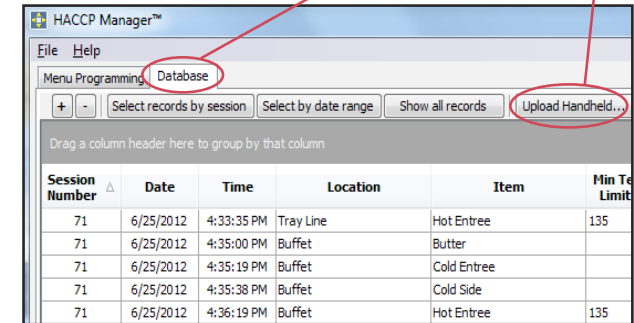 HACCP Manager™
File Help
Menu Programming Database
+ - Select records by session Select by date range Show all records Upload Handheld...
Drag a column header here to group by that column
Session Number Date Time Location Item Min Te Limit
71 6/25/2012 4:33:35 PM Tray Line Hot Entree 135
71 6/25/2012 4:35:00 PM Buffet Butter
71 6/25/2012 4:35:19 PM Buffet Cold Entree
71 6/25/2012 4:35:38 PM Buffet Cold Side
71 6/25/2012 4:36:19 PM Buffet Hot Entree 135